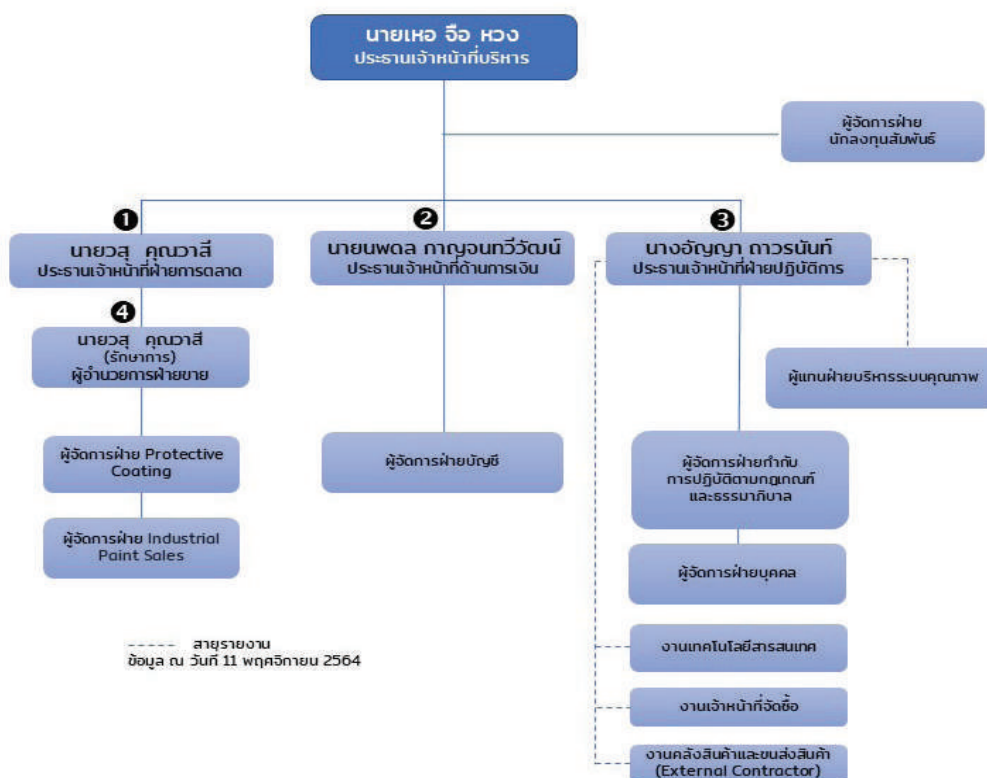 นายเหอ จือ หวง
ประธานเจ้าหน้าที่บริหาร
ผู้จัดการฝ่าย
นักลงทุนสัมพันธ์
1
นายวสุ คุณวาสี
ประธานเจ้าหน้าที่ฝ่ายการตลาด
2
นายนพดล กาญจนทวีวัฒน์
ประธานเจ้าหน้าที่ด้านการเงิน
3
นางอัญญา ถาวรนันท์
ประธานเจ้าหน้าที่ฝ่ายปฏิบัติการ
4
นายวสุ คุณวาสี
(รักษาการ)
ผู้อำนวยการฝ่ายขาย
ผู้แทนฝ่ายบริหารระบบคุณภาพ
ผู้จัดการฝ่าย Protective
Coating
ผู้จัดการฝ่ายบัญชี
ผู้จัดการฝ่ายกำกับ
การปฏิบัติตามกฎเกณฑ์
และธรรมาภิบาล
ผู้จัดการฝ่าย Industrial
Paint Sales
ผู้จัดการฝ่ายบุคคล
งานเทคโนโลยีสารสนเทศ
งานเจ้าหน้าที่จัดซื้อ
งานคลังสินค้าและขนส่งสินค้า
(External Contractor)
----- สายรายงาน
ข้อมูล ณ วันที่ 11 พฤศจิกายน 2564